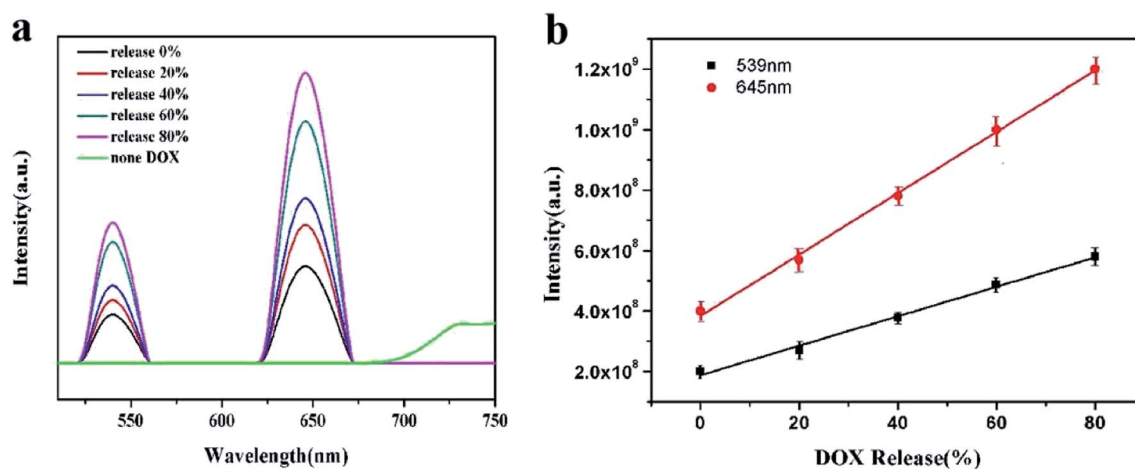 a
release 0%
release 20%
release 40%
release 60%
release 80%
none DOX
Intensity(a.u.)
550
600
650
700
750
Wavelength(nm)
b
539nm
645nm
1.2x10⁹
1.0x10⁹
8.0x10⁸
6.0x10⁸
4.0x10⁸
2.0x10⁸
Intensity(a.u.)
0
20
40
60
80
DOX Release(%)